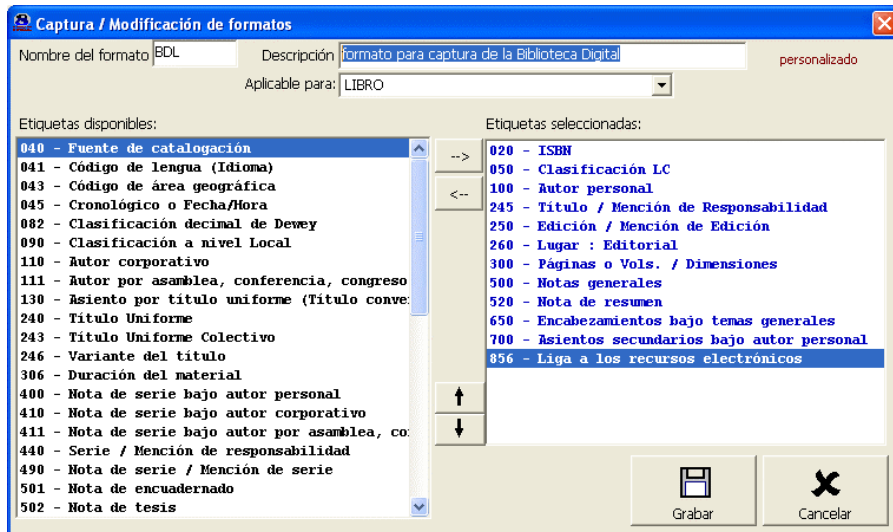 Captura / Modificación de formatos
Nombre del formato BDL Descripción formato para captura de la Biblioteca Digital personalizado
Aplicable para: LIBRO
Etiquetas disponibles:
040 - Fuente de catalogación
041 - Código de lengua (Idioma)
043 - Código de área geográfica
045 - Cronológico o Fecha/Hora
082 - Clasificación decimal de Dewey
090 - Clasificación a nivel Local
110 - Autor corporativo
111 - Autor por asamblea, conferencia, congreso
130 - Asiento por título uniforme (Título conve
240 - Título Uniforme
243 - Título Uniforme Colectivo
246 - Variante del título
306 - Duración del material
400 - Nota de serie bajo autor personal
410 - Nota de serie bajo autor corporativo
411 - Nota de serie bajo autor por asamblea, co
440 - Serie / Mención de responsabilidad
490 - Nota de serie / Mención de serie
501 - Nota de encuadernado
502 - Nota de tesis
-->
<--
Etiquetas seleccionadas:
020 - ISBN
050 - Clasificación LC
100 - Autor personal
245 - Título / Mención de Responsabilidad
250 - Edición / Mención de Edición
260 - Lugar : Editorial
300 - Páginas o Vols. / Dimensiones
500 - Notas generales
520 - Nota de resumen
650 - Encabezamientos bajo temas generales
700 - Asientos secundarios bajo autor personal
856 - Liga a los recursos electrónicos
Grabar
Cancelar